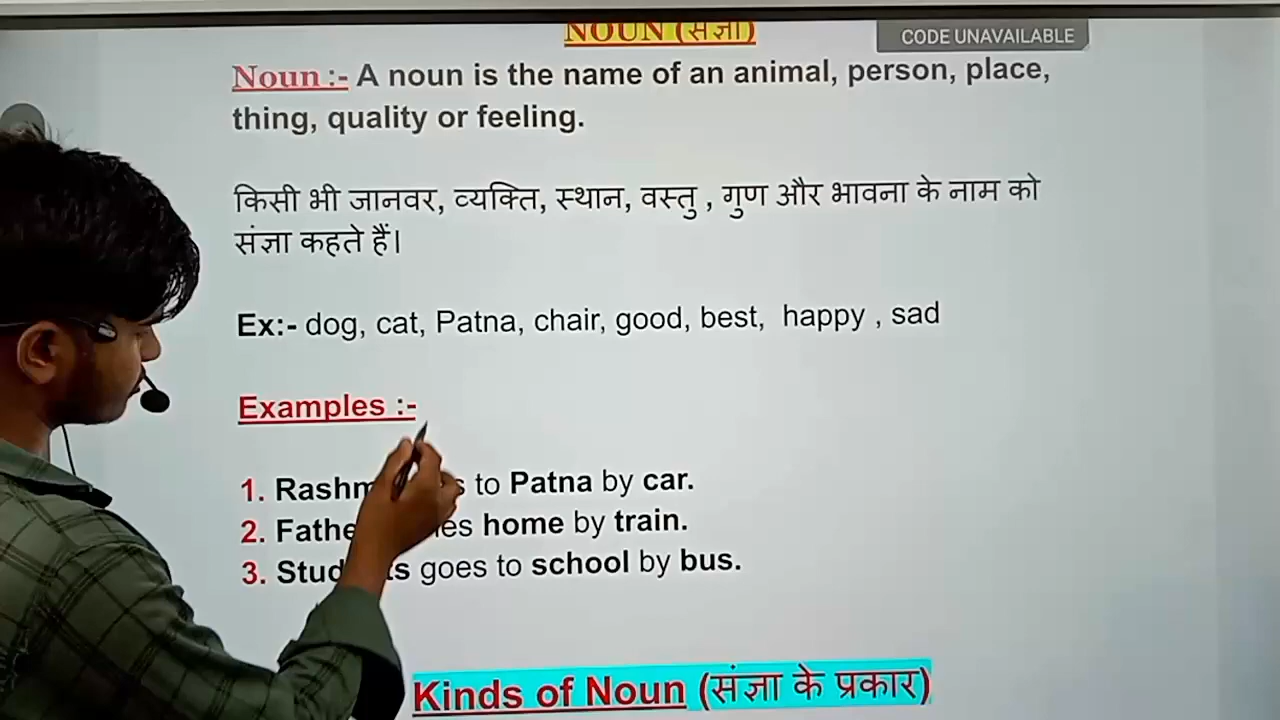 NOUN (संज्ञा)
CODE UNAVAILABLE
Noun :- A noun is the name of an animal, person, place,
thing, quality or feeling.
किसी भी जानवर, व्यक्ति, स्थान, वस्तु , गुण और भावना के नाम को
संज्ञा कहते हैं।
Ex:- dog, cat, Patna, chair, good, best, happy , sad
Examples :-
1. to Patna by car.
2. home by train.
3. goes to school by bus.
Kinds of Noun (संज्ञा के प्रकार)